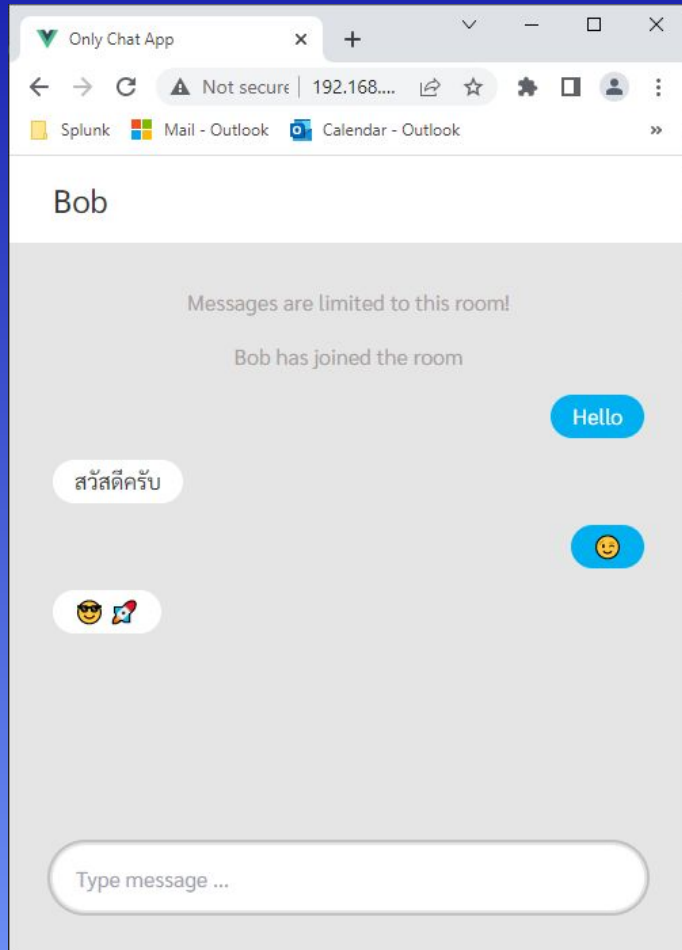 Only Chat App
Not secure 192.168....
Splunk Mail - Outlook Calendar - Outlook »
Bob
Messages are limited to this room!
Bob has joined the room
Hello
สวัสดีครับ
😉
😎 🚀
Type message ...